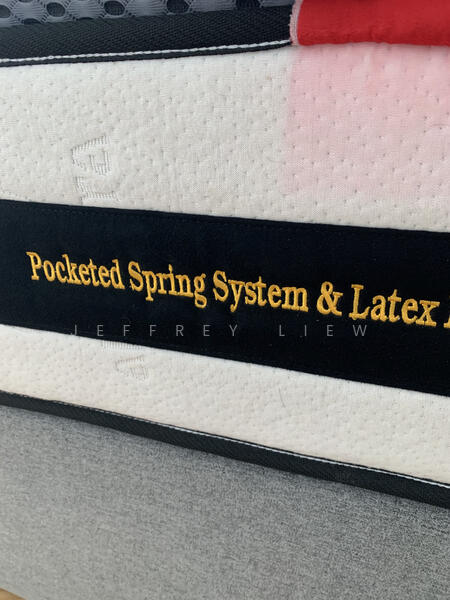 Pocketed Spring System & Latex
JEFFREY LIEW